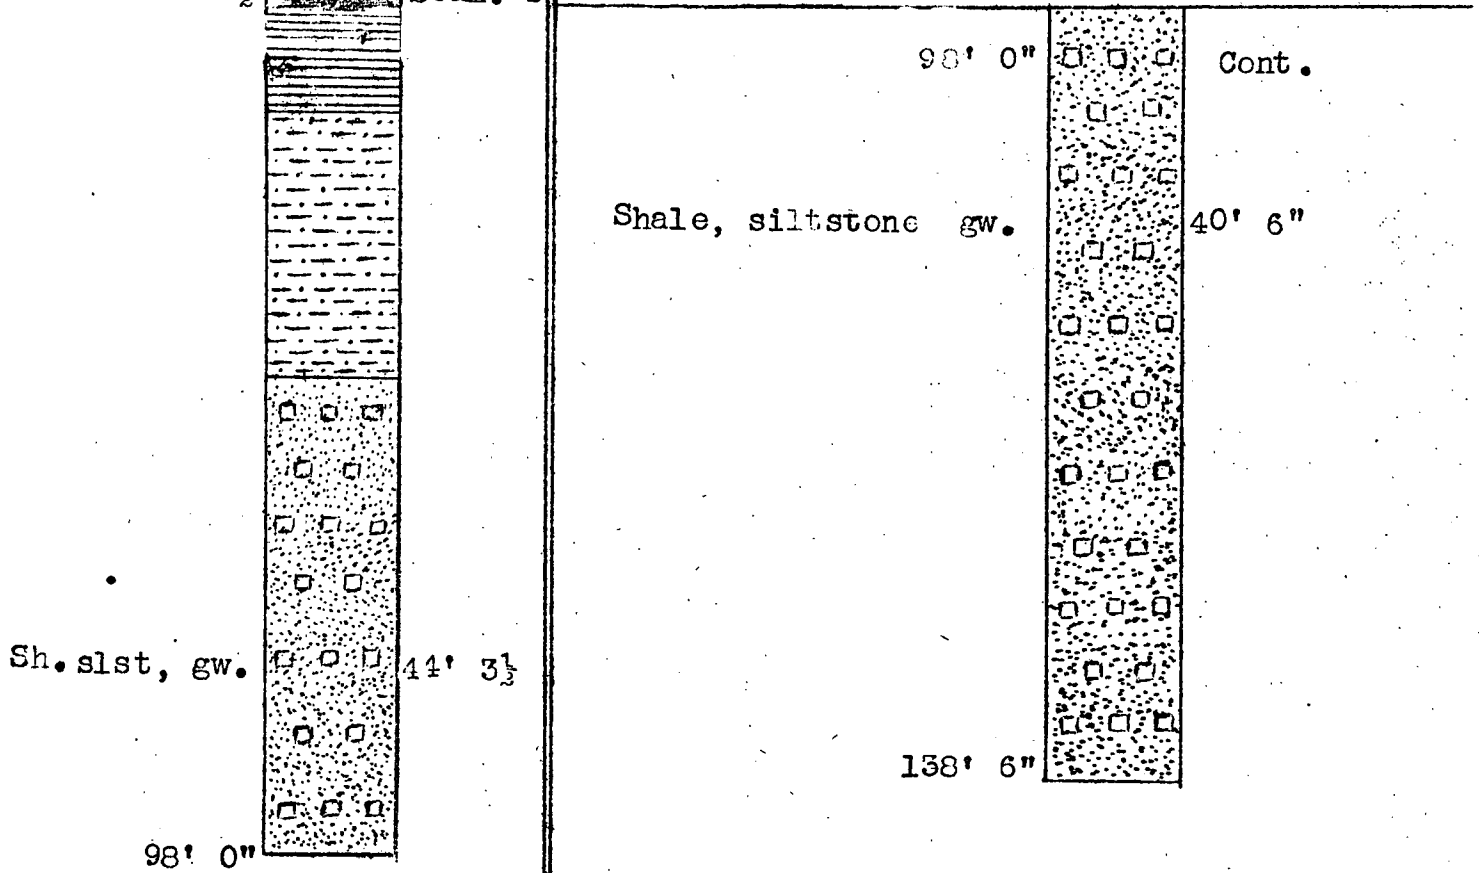 Sh. slst, gw. 44' 3½
98' 0"
98' 0" Cont.
Shale, siltstone gw. 40' 6"
138' 6"